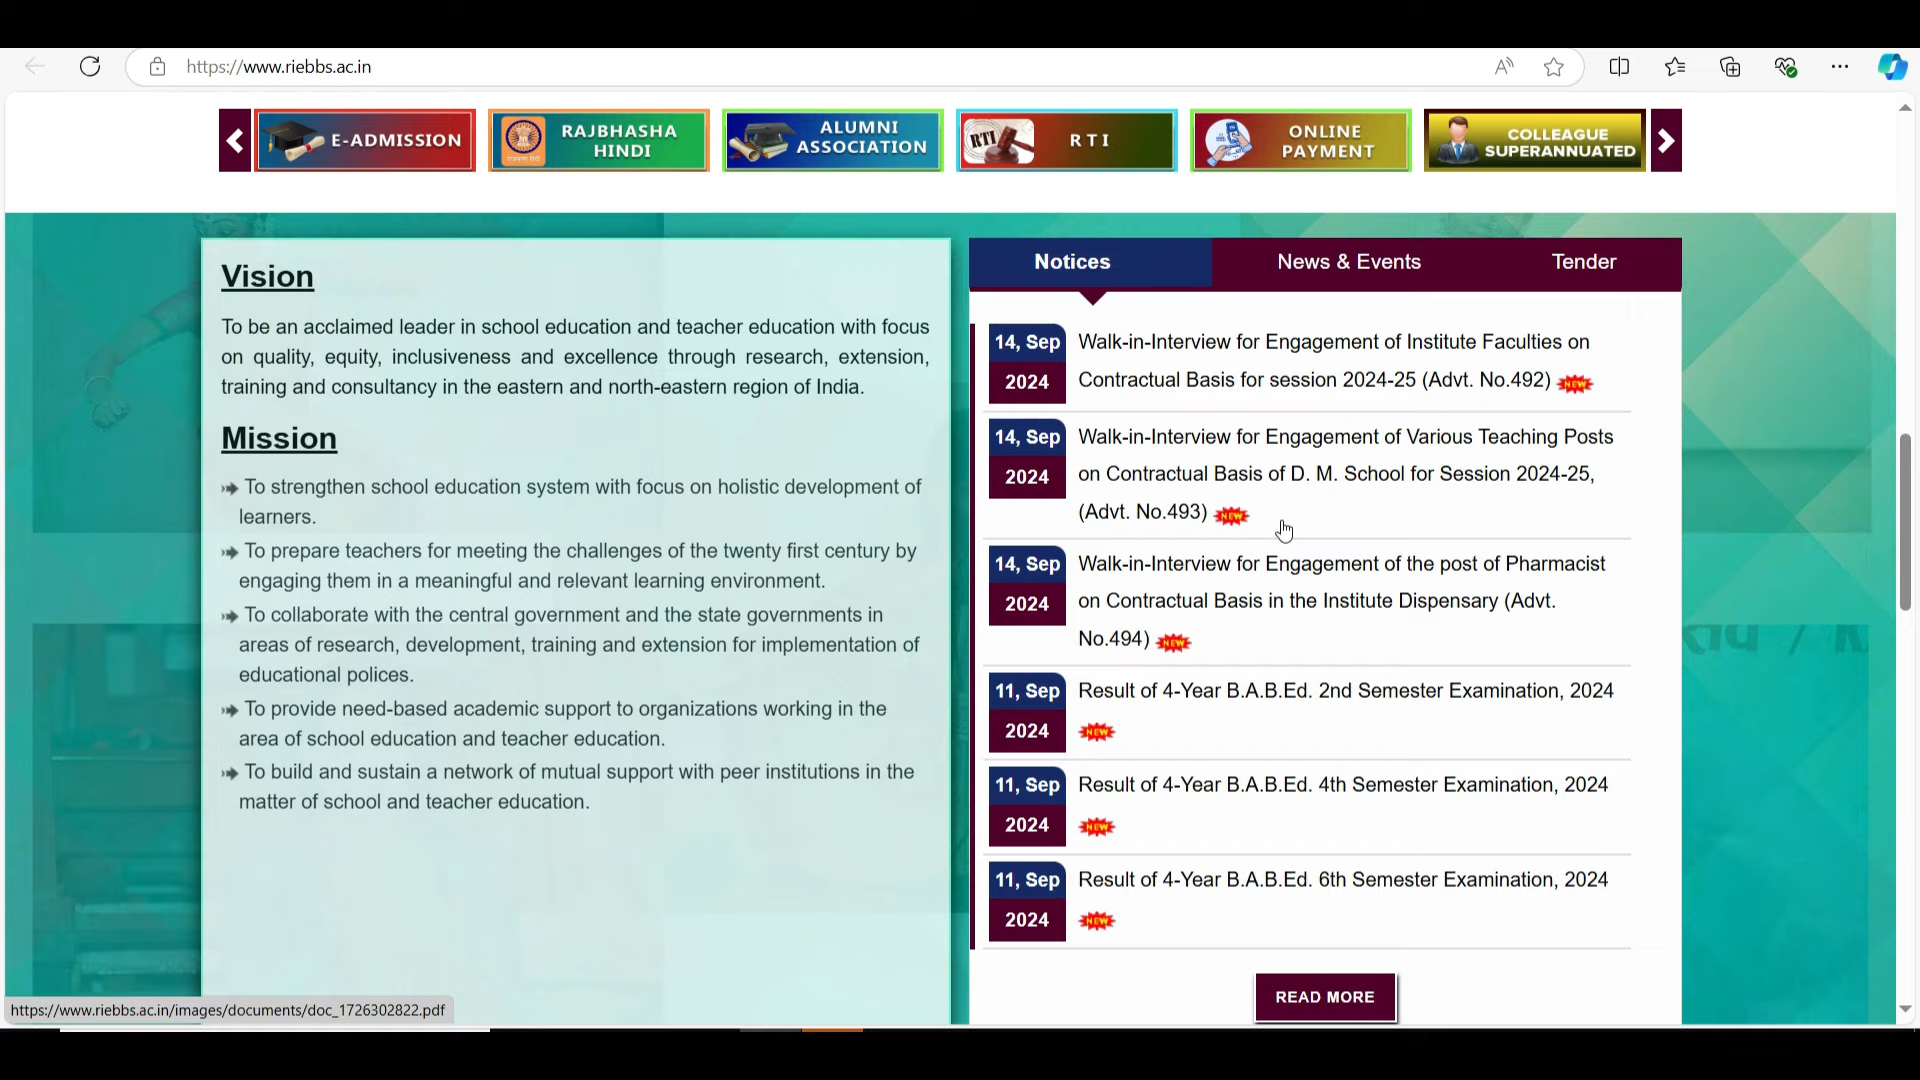 https://www.riebbs.ac.in
E-ADMISSION
RAJBHASHA
HINDI
ALUMNI
ASSOCIATION
RTI
R T I
ONLINE
PAYMENT
COLLEAGUE
SUPERANNUATED
Vision
To be an acclaimed leader in school education and teacher education with focus
on quality, equity, inclusiveness and excellence through research, extension,
training and consultancy in the eastern and north-eastern region of India.
Mission
To strengthen school education system with focus on holistic development of
learners.
To prepare teachers for meeting the challenges of the twenty first century by
engaging them in a meaningful and relevant learning environment.
To collaborate with the central government and the state governments in
areas of research, development, training and extension for implementation of
educational polices.
To provide need-based academic support to organizations working in the
area of school education and teacher education.
To build and sustain a network of mutual support with peer institutions in the
matter of school and teacher education.
Notices
News & Events
Tender
14, Sep
2024
Walk-in-Interview for Engagement of Institute Faculties on
Contractual Basis for session 2024-25 (Advt. No.492) NEW
14, Sep
2024
Walk-in-Interview for Engagement of Various Teaching Posts
on Contractual Basis of D. M. School for Session 2024-25,
(Advt. No.493) NEW
14, Sep
2024
Walk-in-Interview for Engagement of the post of Pharmacist
on Contractual Basis in the Institute Dispensary (Advt.
No.494) NEW
11, Sep
2024
Result of 4-Year B.A.B.Ed. 2nd Semester Examination, 2024
NEW
11, Sep
2024
Result of 4-Year B.A.B.Ed. 4th Semester Examination, 2024
NEW
11, Sep
2024
Result of 4-Year B.A.B.Ed. 6th Semester Examination, 2024
NEW
READ MORE
https://www.riebbs.ac.in/images/documents/doc_1726302822.pdf